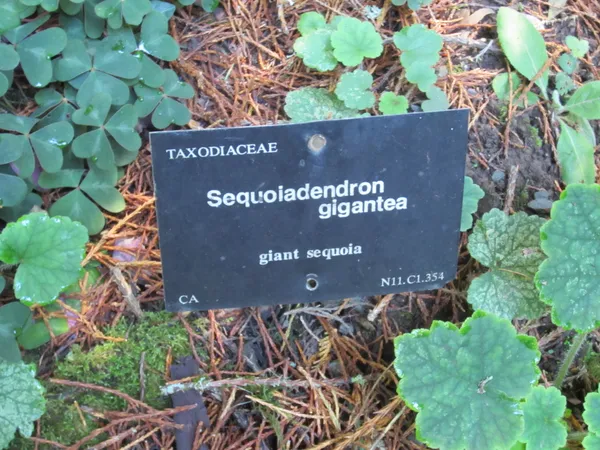 TAXODIACEAE
Sequoiadendron
gigantea
giant sequoia
CA N11.C1.354